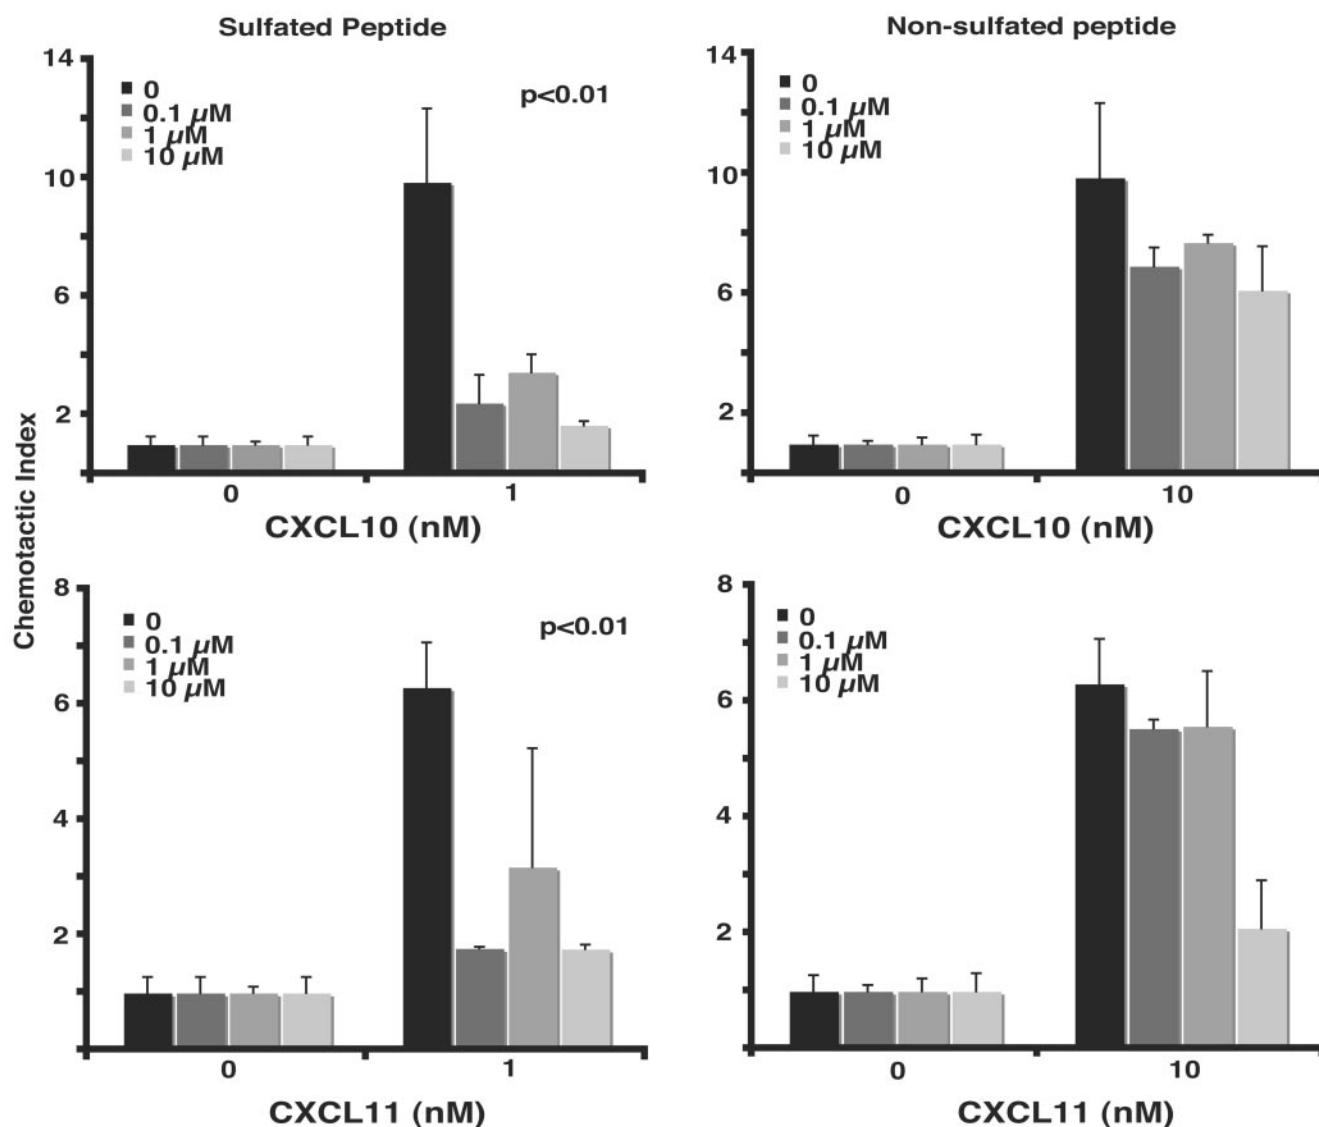 Sulfated Peptide
Non-sulfated peptide
Chemotactic Index
14
10
6
2
0
0.1 µM
1 µM
10 µM
p<0.01
0
1
CXCL10 (nM)
14
10
6
2
0
0.1 µM
1 µM
10 µM
0
10
CXCL10 (nM)
8
6
4
2
0
0.1 µM
1 µM
10 µM
p<0.01
0
1
CXCL11 (nM)
8
6
4
2
0
0.1 µM
1 µM
10 µM
0
10
CXCL11 (nM)